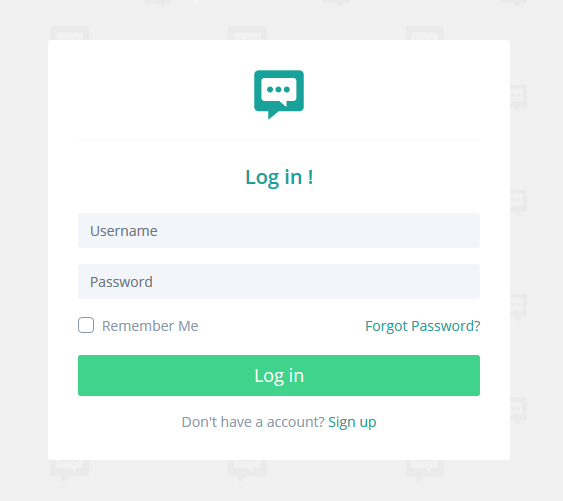 Log in !
Username
Password
Remember Me
Forgot Password?
Log in
Don't have a account? Sign up